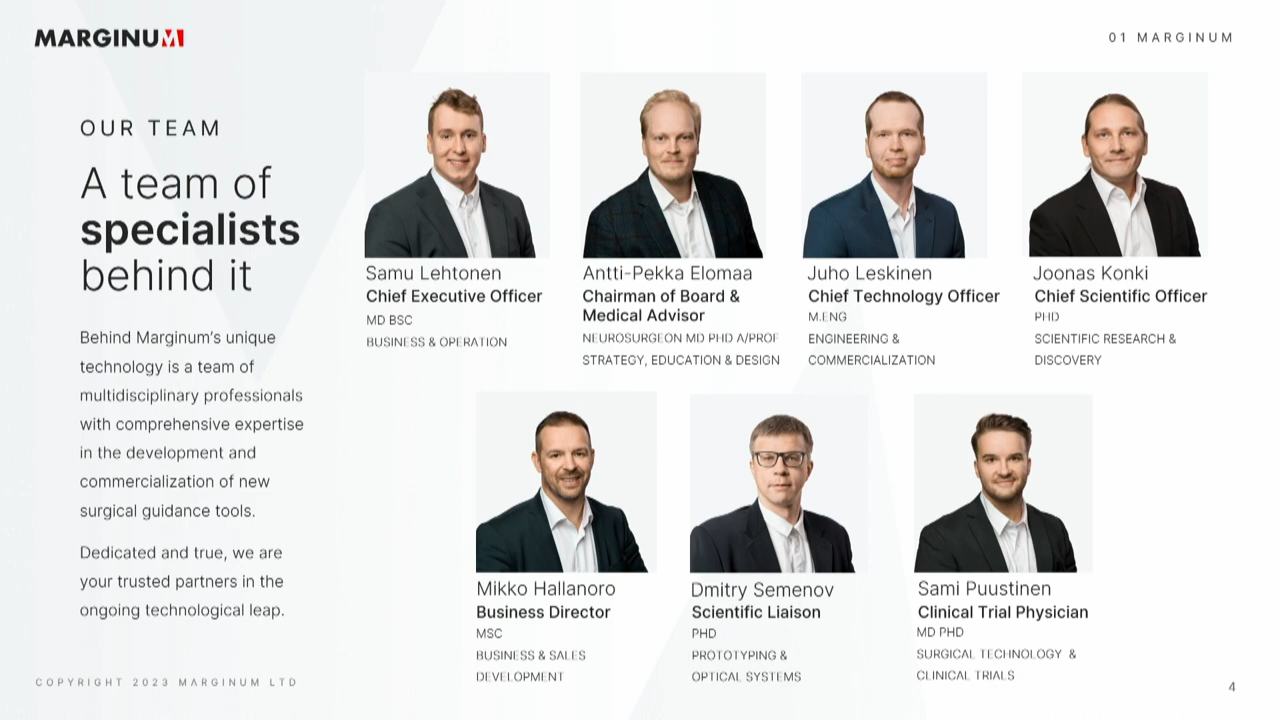 MARGINUM
01 MARGINUM
OUR TEAM
A team of
specialists
behind it
Behind Marginum's unique
technology is a team of
multidisciplinary professionals
with comprehensive expertise
in the development and
commercialization of new
surgical guidance tools.
Dedicated and true, we are
your trusted partners in the
ongoing technological leap.
Samu Lehtonen
Chief Executive Officer
MD BSC
BUSINESS & OPERATION
Antti-Pekka Elomaa
Chairman of Board &
Medical Advisor
NEUROSURGEON MD PHD A/PROF
STRATEGY, EDUCATION & DESIGN
Juho Leskinen
Chief Technology Officer
M.ENG
ENGINEERING &
COMMERCIALIZATION
Joonas Konki
Chief Scientific Officer
PHD
SCIENTIFIC RESEARCH &
DISCOVERY
Mikko Hallanoro
Business Director
MSC
BUSINESS & SALES
DEVELOPMENT
Dmitry Semenov
Scientific Liaison
PHD
PROTOTYPING &
OPTICAL SYSTEMS
Sami Puustinen
Clinical Trial Physician
MD PHD
SURGICAL TECHNOLOGY &
CLINICAL TRIALS
COPYRIGHT 2023 MARGINUM LTD
4